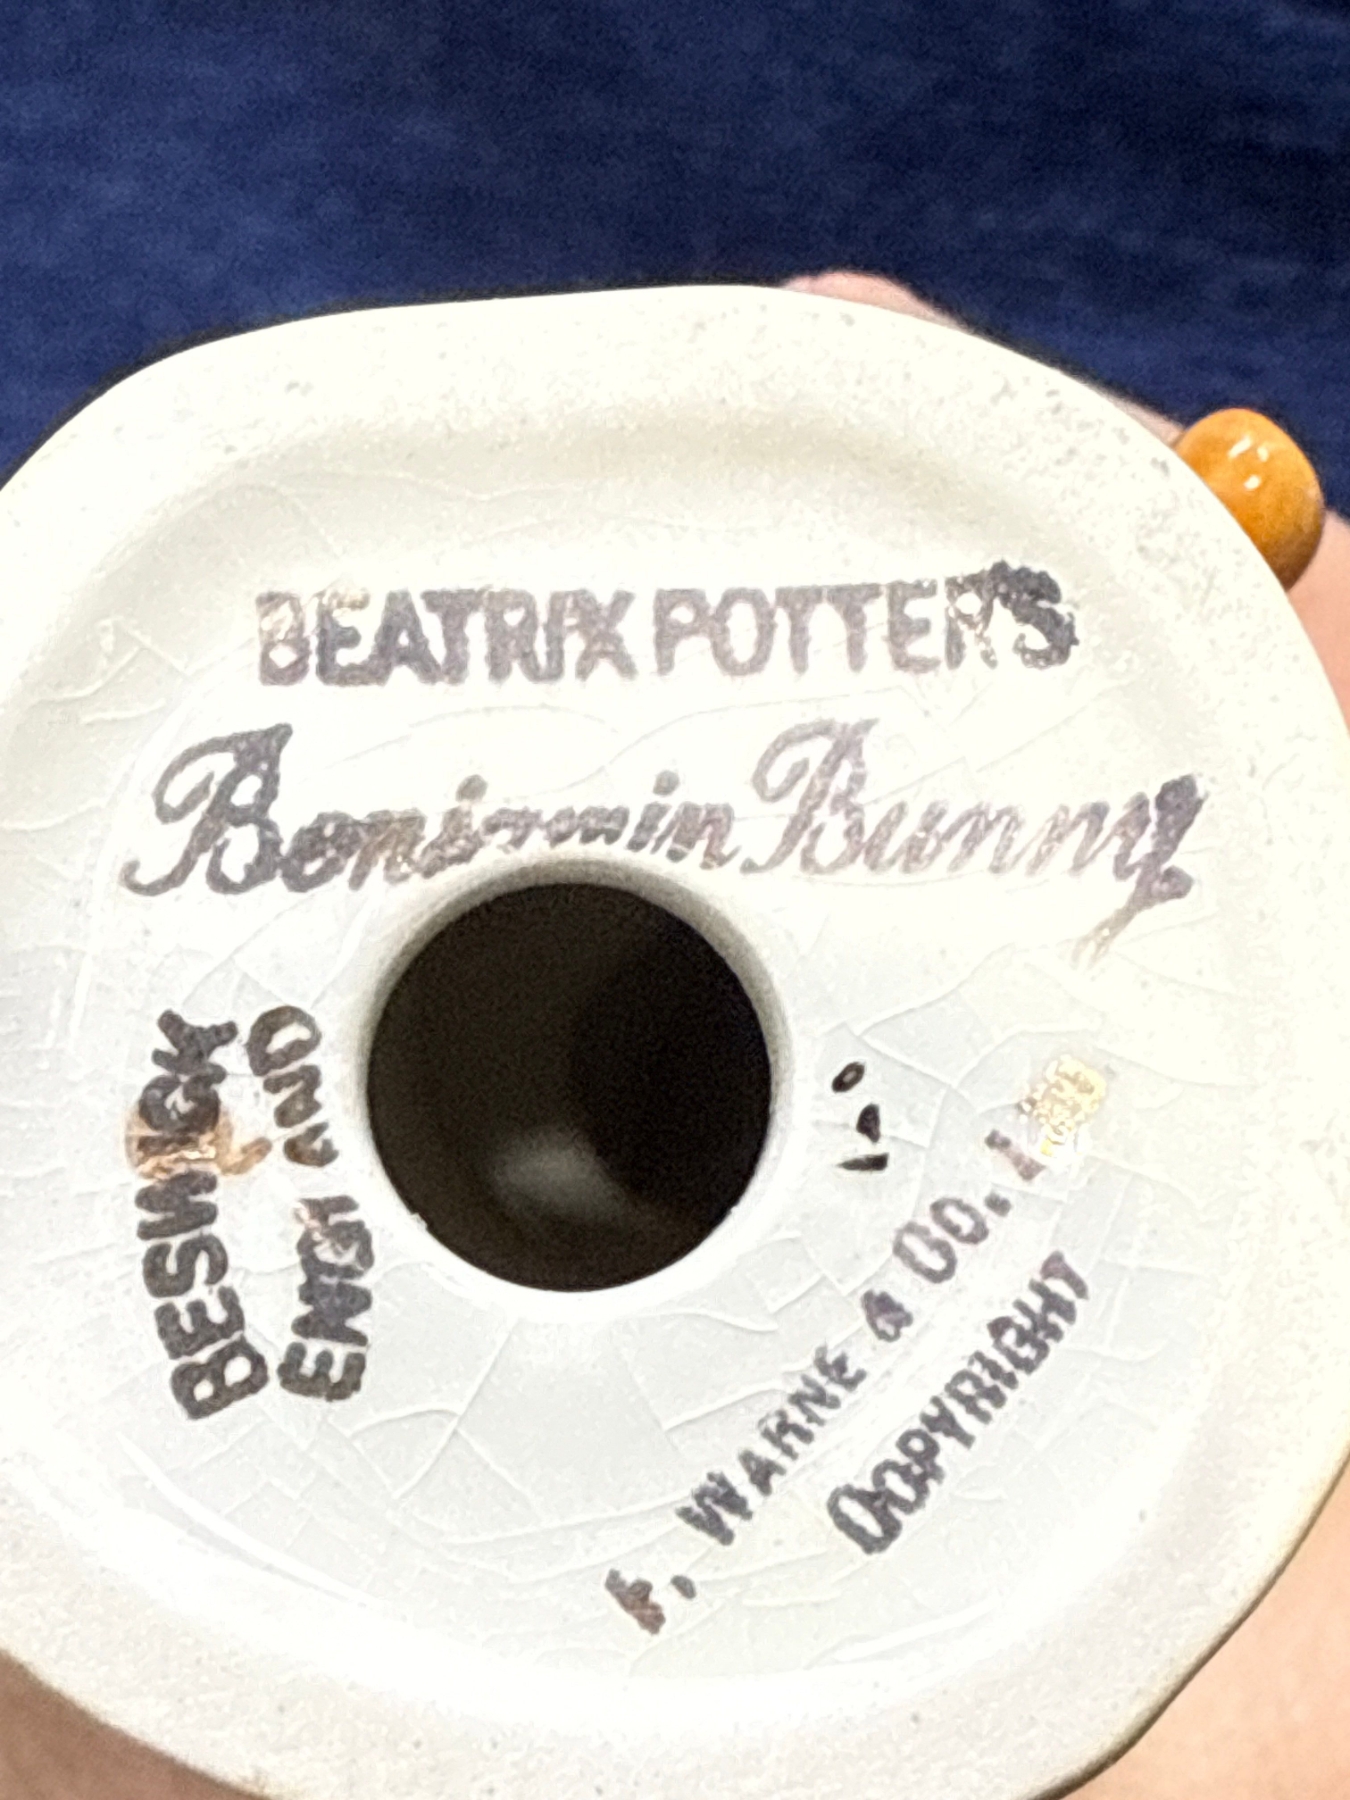 BEATRIX POTTER'S
Benjamin Bunny
BESWICK
ENGLAND
F. WARNE & CO.
COPYRIGHT